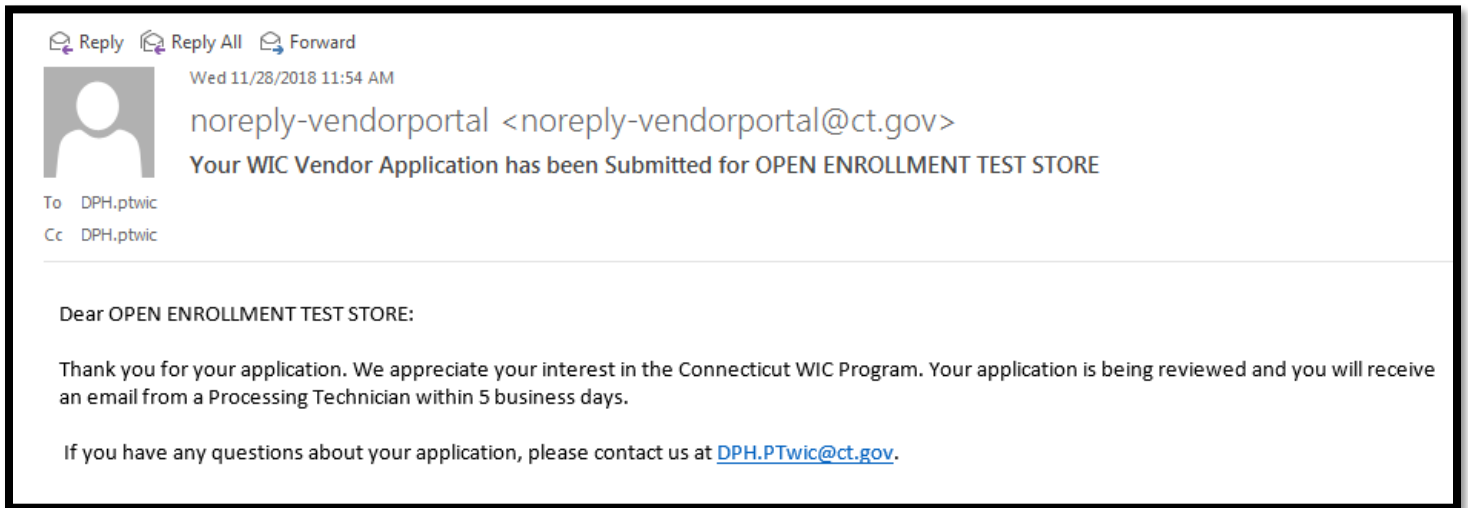 Reply Reply All Forward
Wed 11/28/2018 11:54 AM
noreply-vendorportal <noreply-vendorportal@ct.gov>
Your WIC Vendor Application has been Submitted for OPEN ENROLLMENT TEST STORE
To DPH.ptwic
Cc DPH.ptwic
Dear OPEN ENROLLMENT TEST STORE:
Thank you for your application. We appreciate your interest in the Connecticut WIC Program. Your application is being reviewed and you will receive
an email from a Processing Technician within 5 business days.
If you have any questions about your application, please contact us at DPH.PTwic@ct.gov.